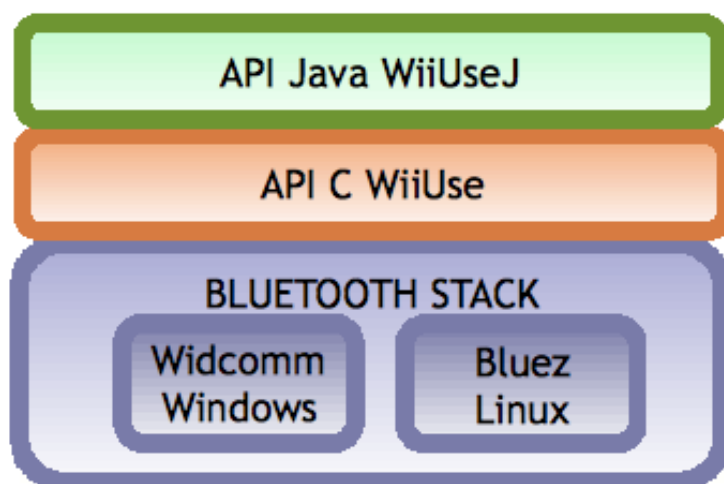 API Java WiiUseJ
API C WiiUse
BLUETOOTH STACK
Widcomm
Windows
Bluez
Linux